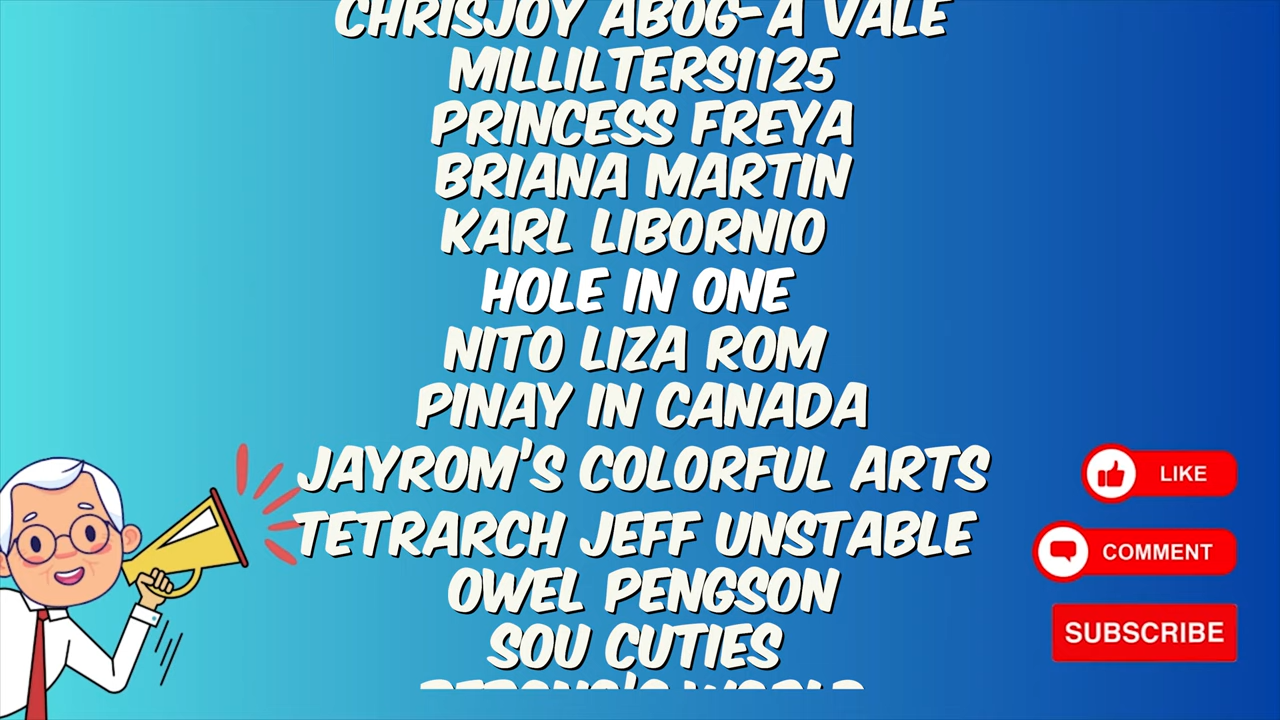 CHRISJOY ABOG-A VALE
MILLILTERS1125
PRINCESS FREYA
BRIANA MARTIN
KARL LIBORNIO
HOLE IN ONE
NITO LIZA ROM
PINAY IN CANADA
JAYROM'S COLORFUL ARTS
TETRARCH JEFF UNSTABLE
OWEL PENGSON
SOU CUTIES
LIKE
COMMENT
SUBSCRIBE